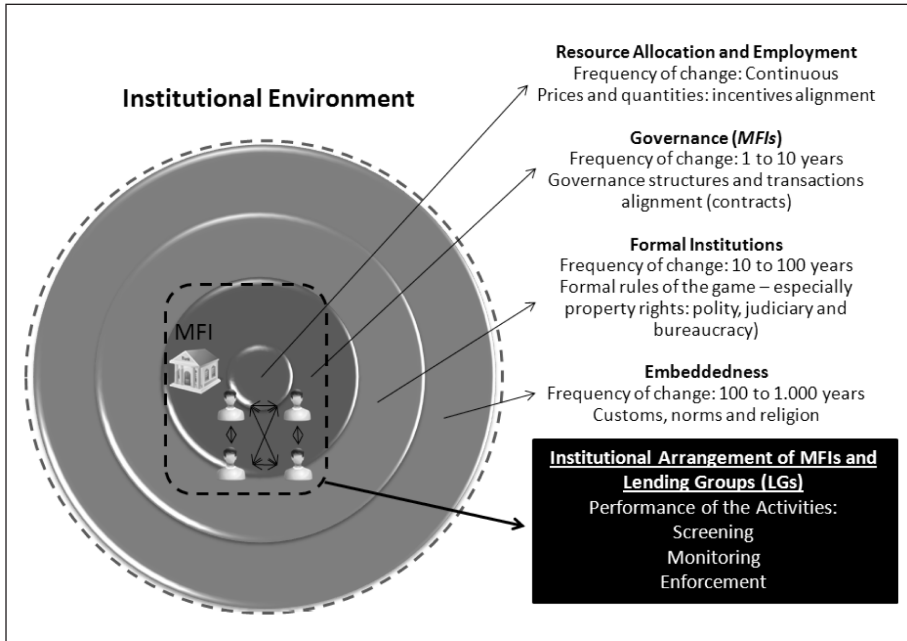 Institutional Environment
MFI
Resource Allocation and Employment
Frequency of change: Continuous
Prices and quantities: incentives alignment
Governance (MFIs)
Frequency of change: 1 to 10 years
Governance structures and transactions
alignment (contracts)
Formal Institutions
Frequency of change: 10 to 100 years
Formal rules of the game – especially
property rights: polity, judiciary and
bureaucracy)
Embeddedness
Frequency of change: 100 to 1.000 years
Customs, norms and religion
Institutional Arrangement of MFIs and
Lending Groups (LGs)
Performance of the Activities:
Screening
Monitoring
Enforcement